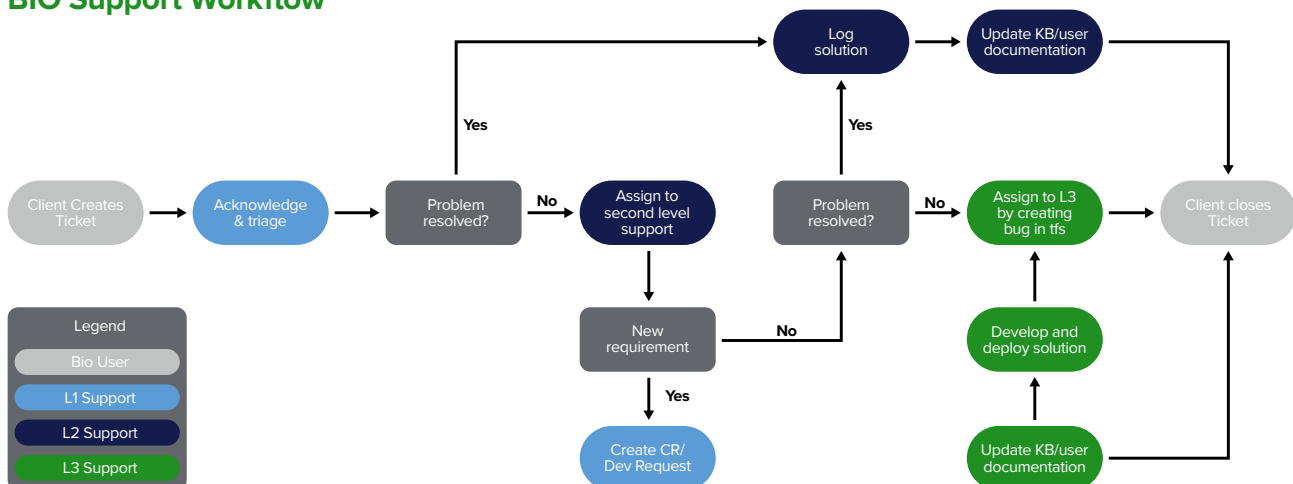 BIO Support Workflow
Log
solution
Update KB/user
documentation
Yes
Yes
Client Creates
Ticket
Acknowledge
& triage
Problem
resolved?
No
Assign to
second level
support
Problem
resolved?
No
Assign to L3
by creating
bug in tfs
Client closes
Ticket
New
requirement
No
Develop and
deploy solution
Yes
Create CR/
Dev Request
Update KB/user
documentation
Legend
Bio User
L1 Support
L2 Support
L3 Support